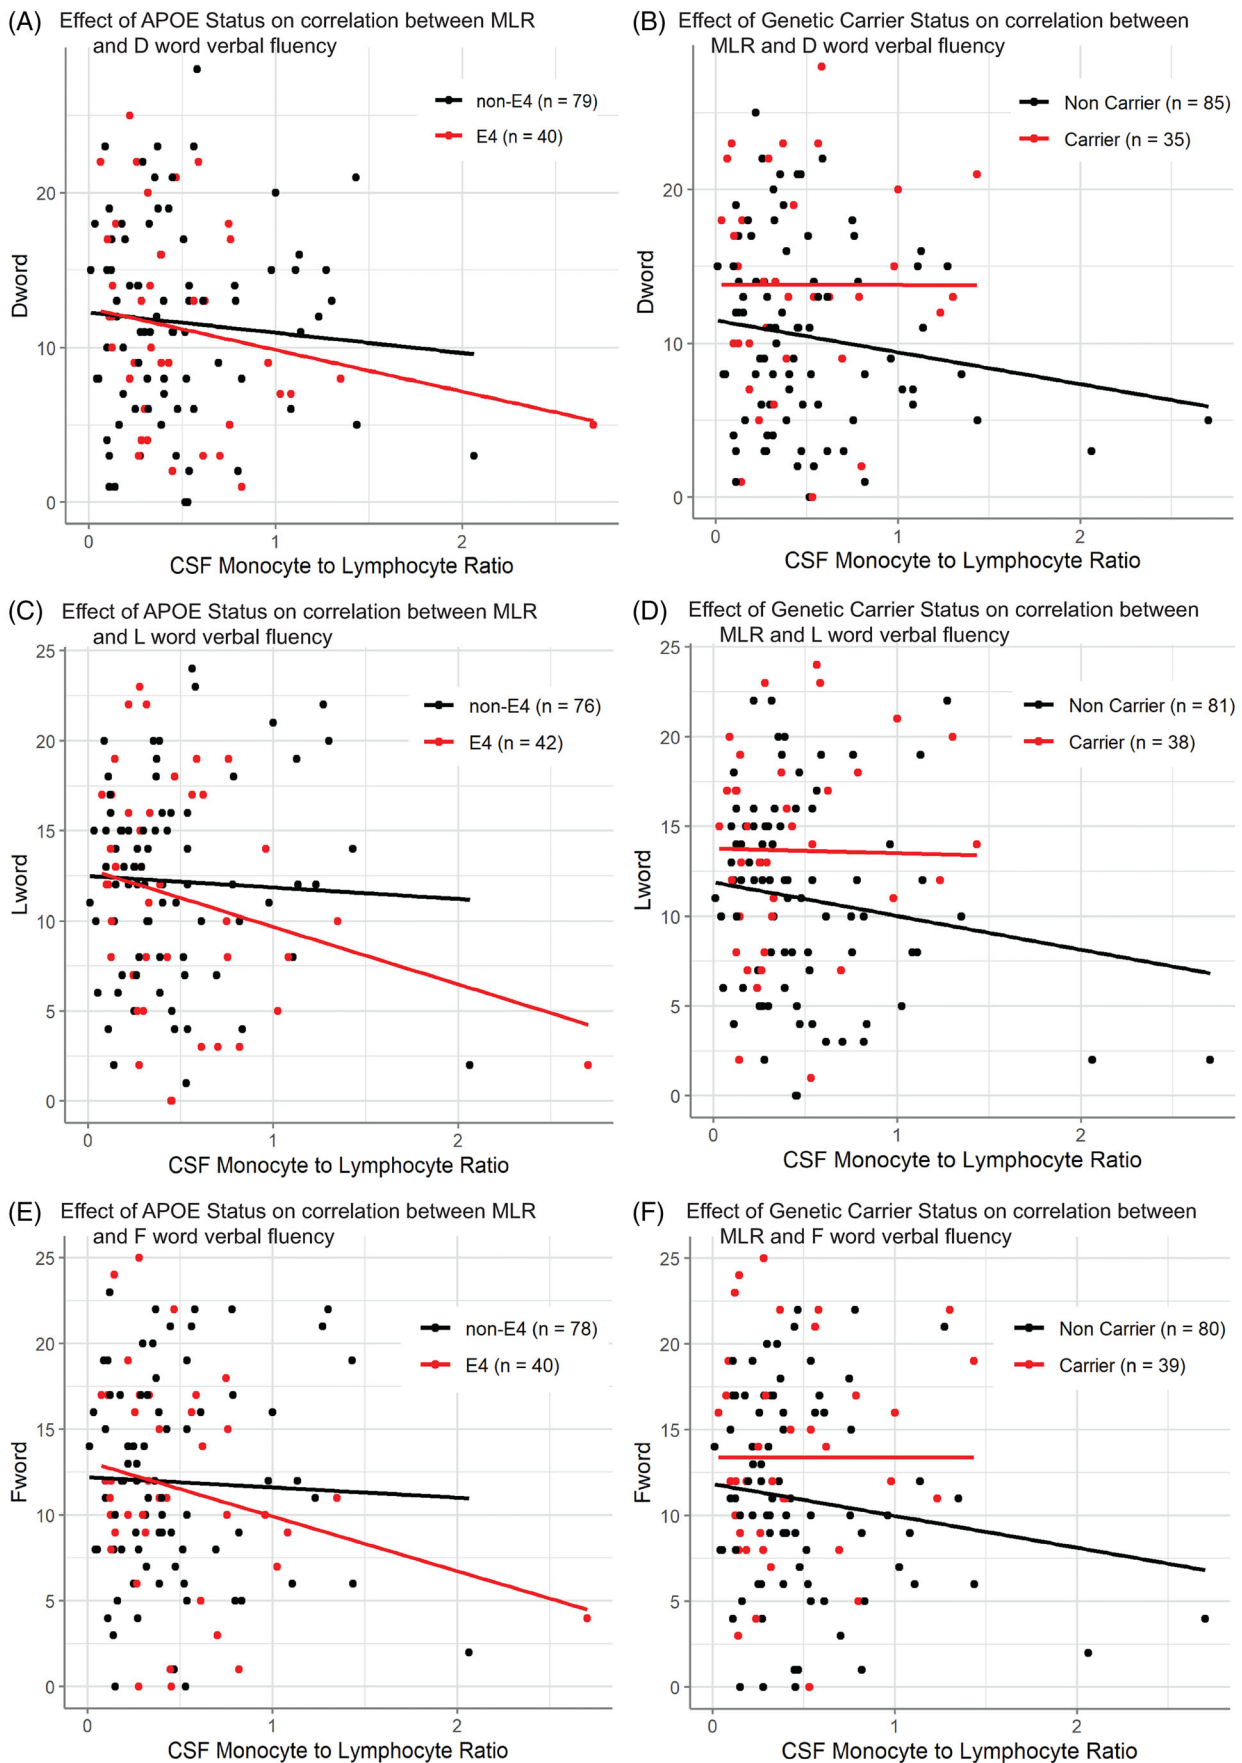 (A) Effect of APOE Status on correlation between MLR
and D word verbal fluency
non-E4 (n = 79)
E4 (n = 40)
Dword
20
10
0
0 1 2
CSF Monocyte to Lymphocyte Ratio
(B) Effect of Genetic Carrier Status on correlation between
MLR and D word verbal fluency
Non Carrier (n = 85)
Carrier (n = 35)
Dword
20
10
0
0 1 2
CSF Monocyte to Lymphocyte Ratio
(C) Effect of APOE Status on correlation between MLR
and L word verbal fluency
non-E4 (n = 76)
E4 (n = 42)
Lword
25
20
15
10
5
0
0 1 2
CSF Monocyte to Lymphocyte Ratio
(D) Effect of Genetic Carrier Status on correlation between
MLR and L word verbal fluency
Non Carrier (n = 81)
Carrier (n = 38)
Lword
25
20
15
10
5
0
0 1 2
CSF Monocyte to Lymphocyte Ratio
(E) Effect of APOE Status on correlation between MLR
and F word verbal fluency
non-E4 (n = 78)
E4 (n = 40)
Fword
25
20
15
10
5
0
0 1 2
CSF Monocyte to Lymphocyte Ratio
(F) Effect of Genetic Carrier Status on correlation between
MLR and F word verbal fluency
Non Carrier (n = 80)
Carrier (n = 39)
Fword
25
20
15
10
5
0
0 1 2
CSF Monocyte to Lymphocyte Ratio